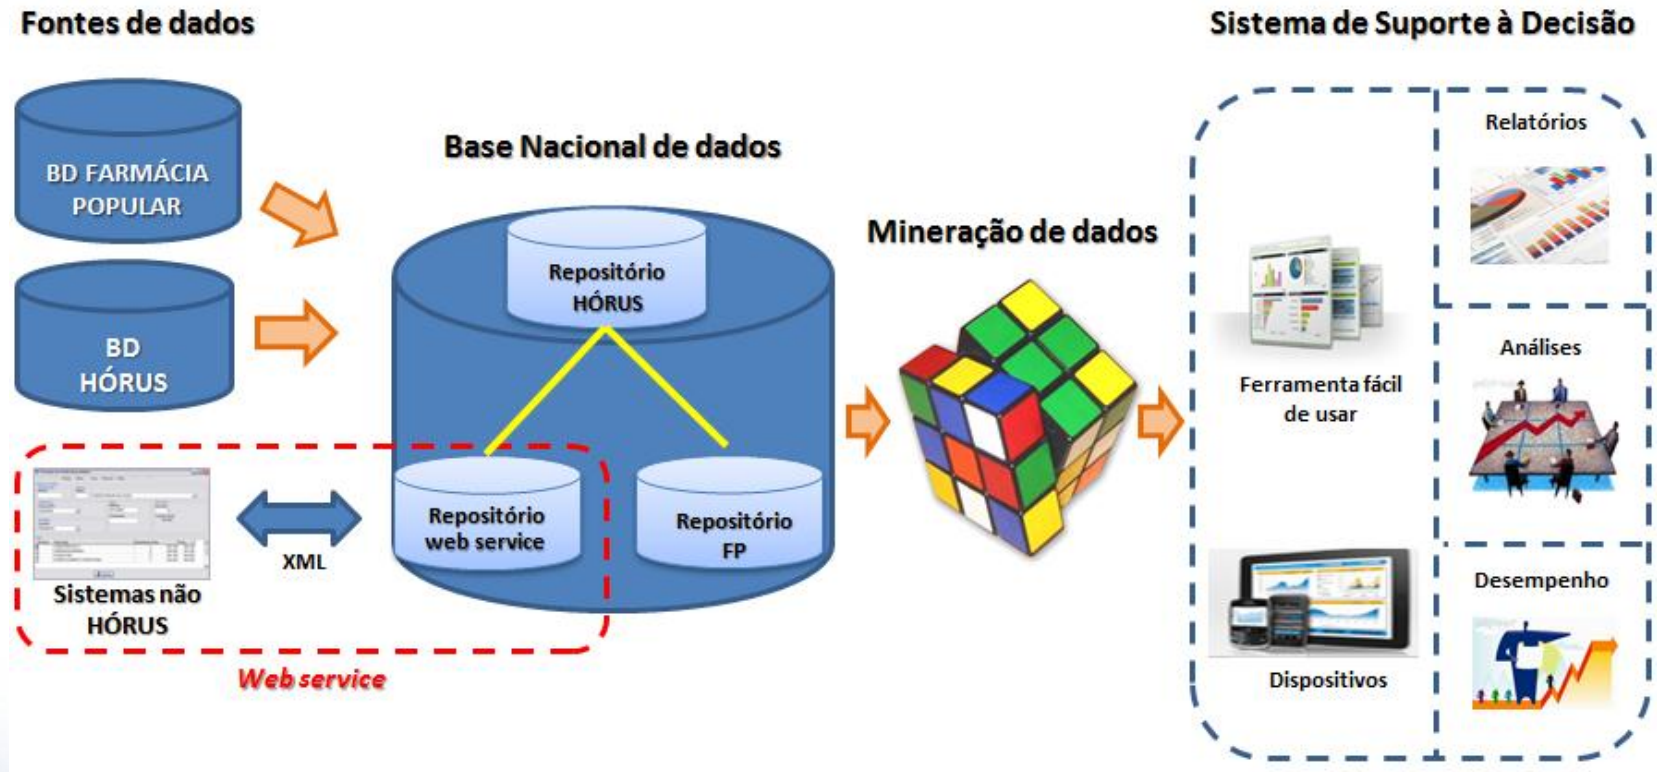 Fontes de dados
Sistema de Suporte à Decisão
BD FARMÁCIA
POPULAR
BD
HÓRUS
Base Nacional de dados
Repositório
HÓRUS
Repositório
web service
Repositório
FP
XML
Sistemas não
HÓRUS
Web service
Mineração de dados
Ferramenta fácil
de usar
Dispositivos
Relatórios
Análises
Desempenho